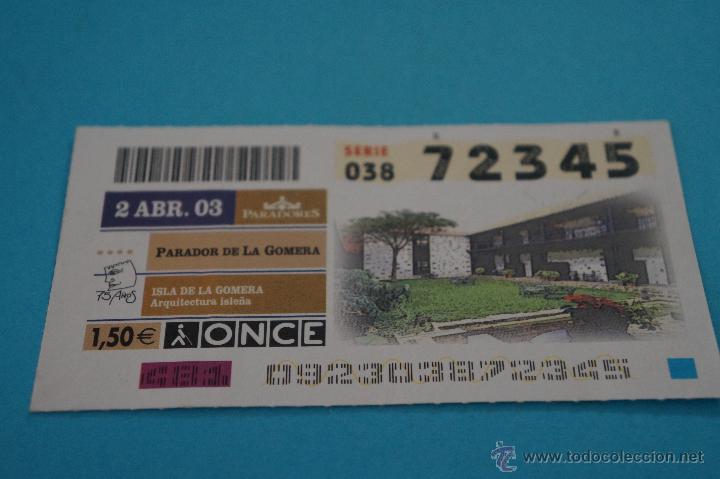 SERIE
038 72345
2 ABR. 03
PARADORES
PARADOR DE LA GOMERA
ISLA DE LA GOMERA
Arquitectura isleña
75 Años
1,50 € ONCE
092303872345
© www.todocoleccion.net